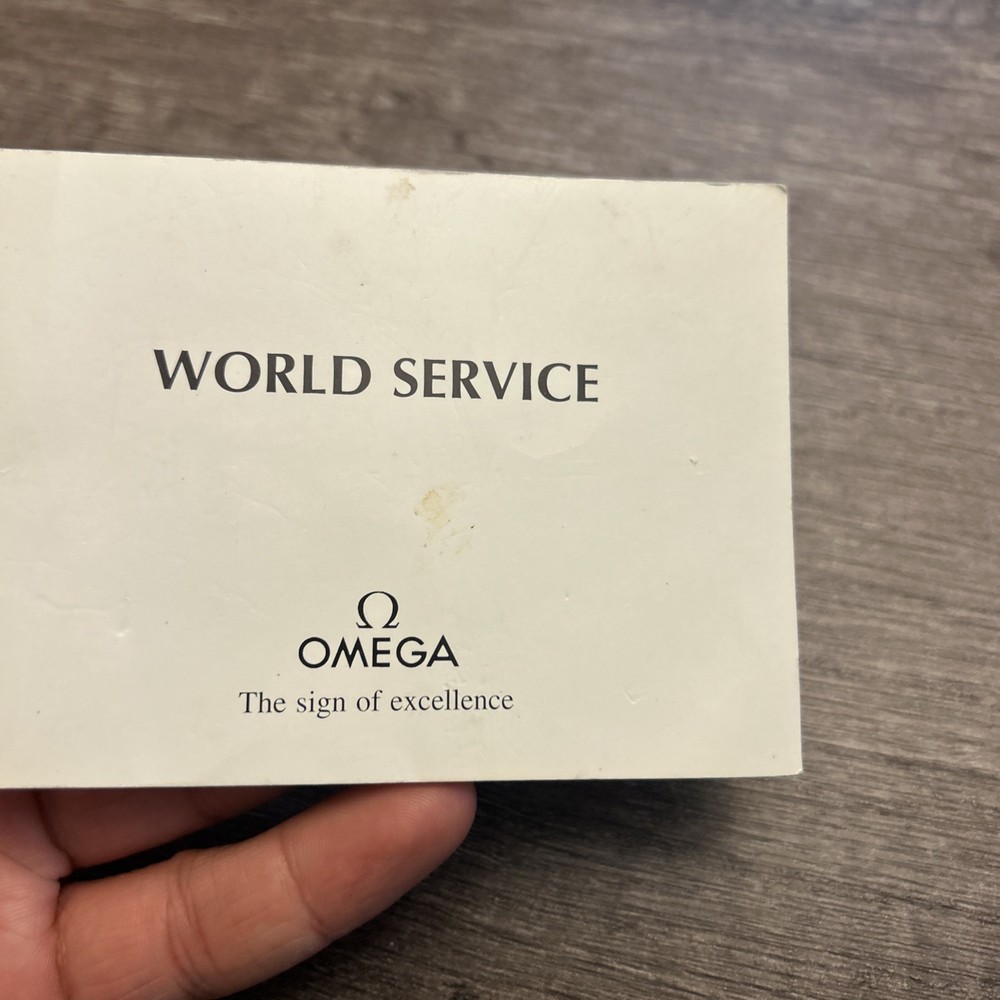 WORLD SERVICE
Ω
OMEGA
The sign of excellence